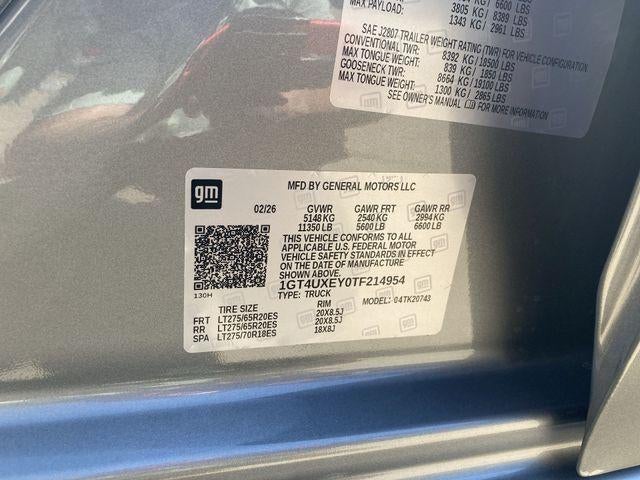 6600 LBS
MAX PAYLOAD: 3805 KG / 8389 LBS
1343 KG / 2961 LBS
SAE J2807 TRAILER WEIGHT RATING (TWR) FOR VEHICLE CONFIGURATION
CONVENTIONAL TWR: 8392 KG / 18500 LBS
MAX TONGUE WEIGHT: 839 KG / 1850 LBS
GOOSENECK TWR: 8664 KG / 19100 LBS
MAX TONGUE WEIGHT: 1300 KG / 2865 LBS
SEE OWNER'S MANUAL FOR MORE INFORMATION
gm
MFD BY GENERAL MOTORS LLC
02/26 GVWR GAWR FRT GAWR RR
5148 KG 2540 KG 2994 KG
11350 LB 5600 LB 6600 LB
THIS VEHICLE CONFORMS TO ALL
APPLICABLE U.S. FEDERAL MOTOR
VEHICLE SAFETY AND THEFT
PREVENTION STANDARDS IN EFFECT ON
THE DATE OF MANUFACTURE SHOWN ABOVE.
1GT4UXEY0TF214954
130H
TYPE: TRUCK MODEL: 04TK20743
TIRE SIZE RIM
FRT LT275/65R20ES 20X8.5J
RR LT275/65R20ES 20X8.5J
SPA LT275/70R18ES 18X8J